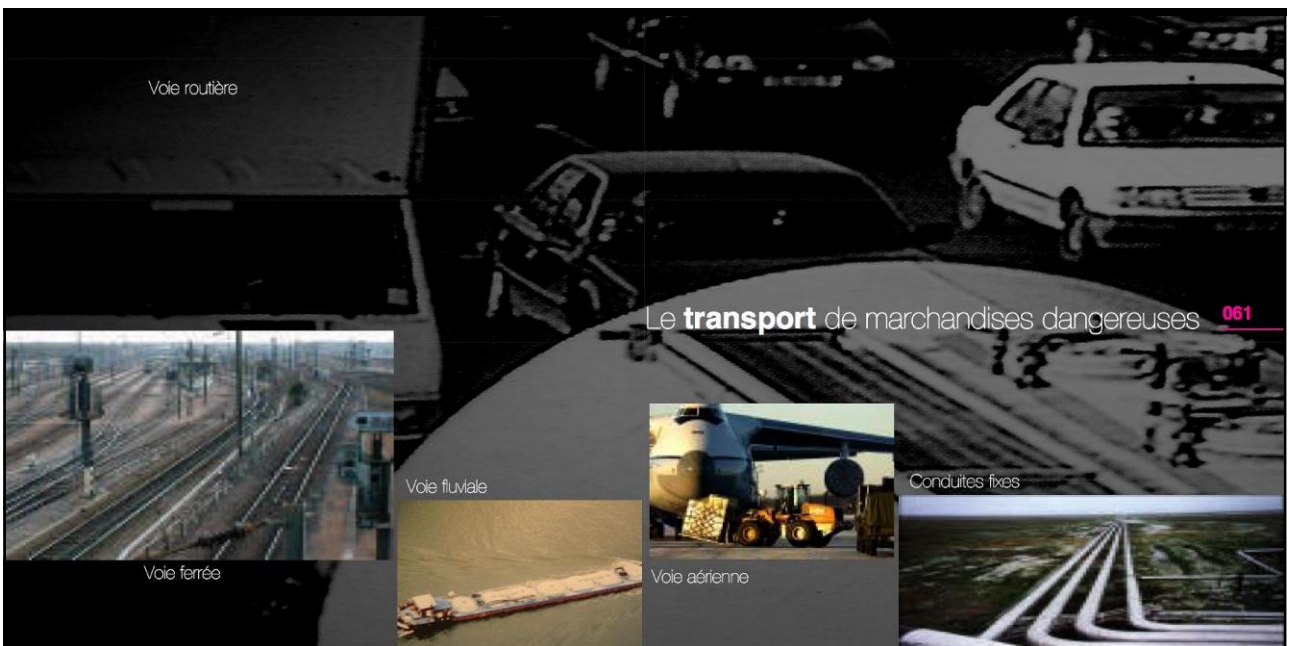 Voie routière
Le transport de marchandises dangereuses 061
Voie fluviale
Conduites fixes
Voie ferrée
Voie aérienne